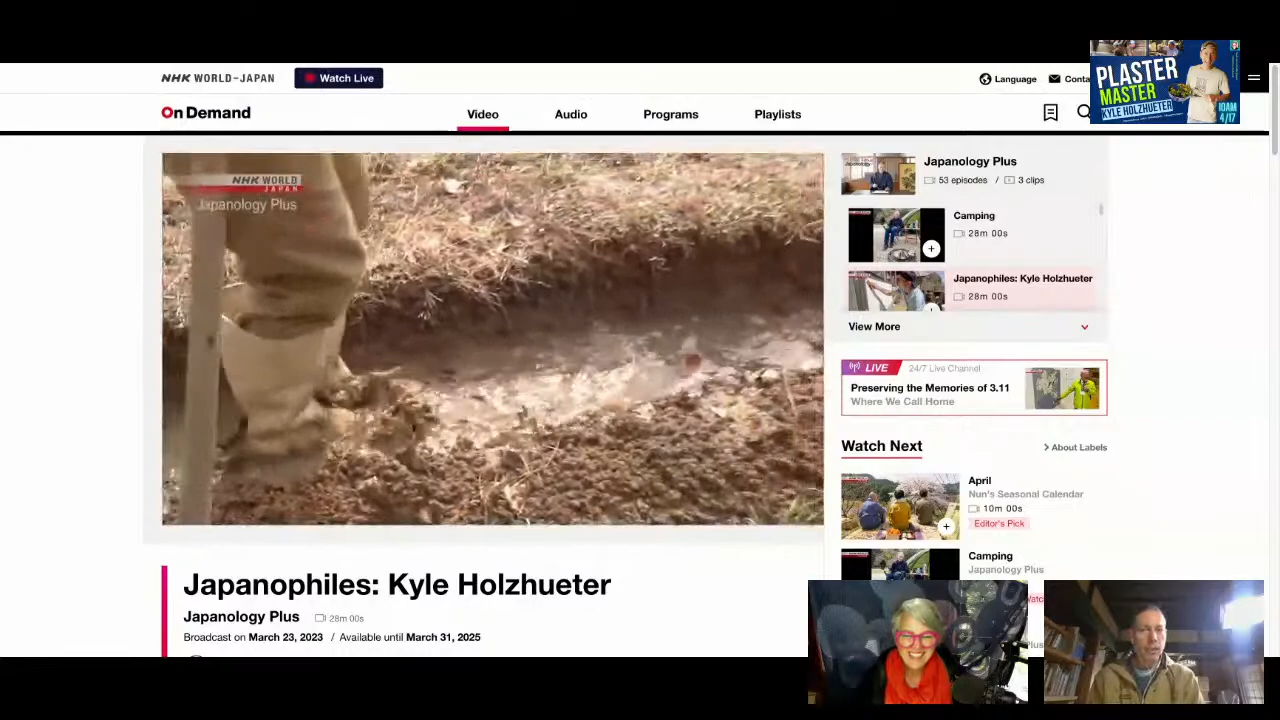 NHK WORLD-JAPAN
Watch Live
Language
Conta
On Demand
Video
Audio
Programs
Playlists
PLASTER
MASTER
KYLE HOLZHUETER
10AM
4/17
NHK WORLD
JAPAN
Japanology Plus
Japanology Plus
53 episodes / 3 clips
Camping
28m 00s
Japanophiles: Kyle Holzhueter
28m 00s
View More
LIVE
24/7 Live Channel
Preserving the Memories of 3.11
Where We Call Home
Watch Next
About Labels
April
Nun's Seasonal Calendar
10m 00s
Editor's Pick
Camping
Japanology Plus
Japanophiles: Kyle Holzhueter
Japanology Plus
28m 00s
Broadcast on March 23, 2023 / Available until March 31, 2025